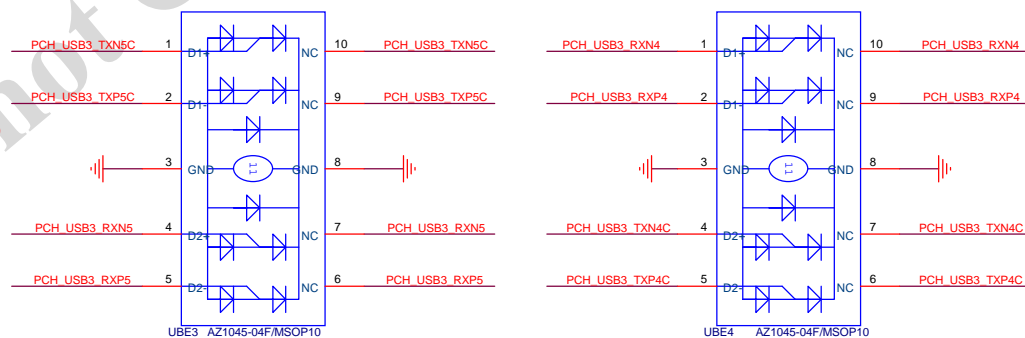 not C
PCH_USB3_TXN5C 1 D1+ NC 10 PCH_USB3_TXN5C
PCH_USB3_TXP5C 2 D1- NC 9 PCH_USB3_TXP5C
3 GND 11 GND 8
PCH_USB3_RXN5 4 D2+ NC 7 PCH_USB3_RXN5
PCH_USB3_RXP5 5 D2- NC 6 PCH_USB3_RXP5
UBE3 AZ1045-04F/MSOP10
PCH_USB3_RXN4 1 D1+ NC 10 PCH_USB3_RXN4
PCH_USB3_RXP4 2 D1- NC 9 PCH_USB3_RXP4
3 GND 11 GND 8
PCH_USB3_TXN4C 4 D2+ NC 7 PCH_USB3_TXN4C
PCH_USB3_TXP4C 5 D2- NC 6 PCH_USB3_TXP4C
UBE4 AZ1045-04F/MSOP10